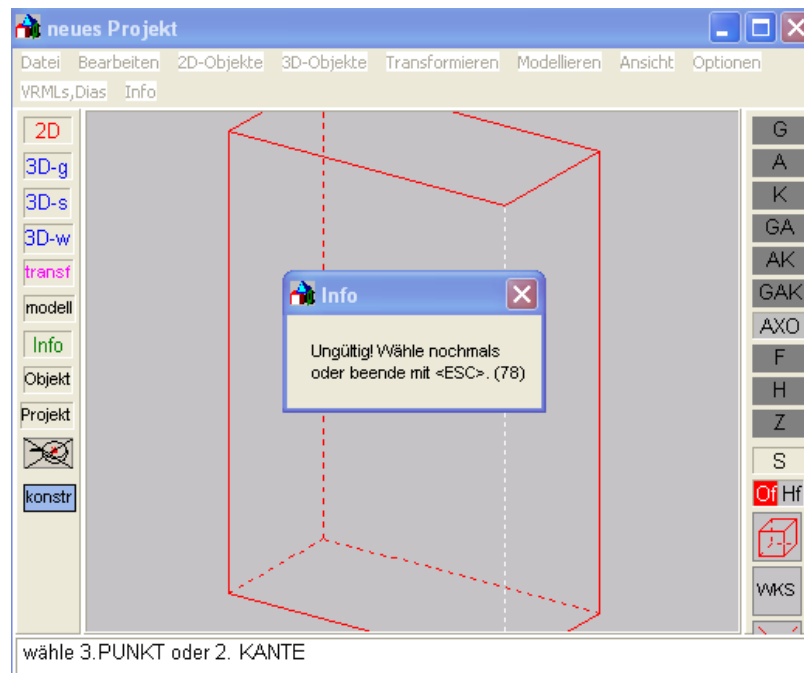 neues Projekt
Datei Bearbeiten 2D-Objekte 3D-Objekte Transformieren Modellieren Ansicht Optionen
VRMLs,Dias Info
2D
3D-g
3D-s
3D-w
transf
modell
Info
Objekt
Projekt
konstr
Info
Ungültig! Wähle nochmals
oder beende mit <ESC>. (78)
G
A
K
GA
AK
GAK
AXO
F
H
Z
S
Of Hf
WKS
wähle 3.PUNKT oder 2. KANTE